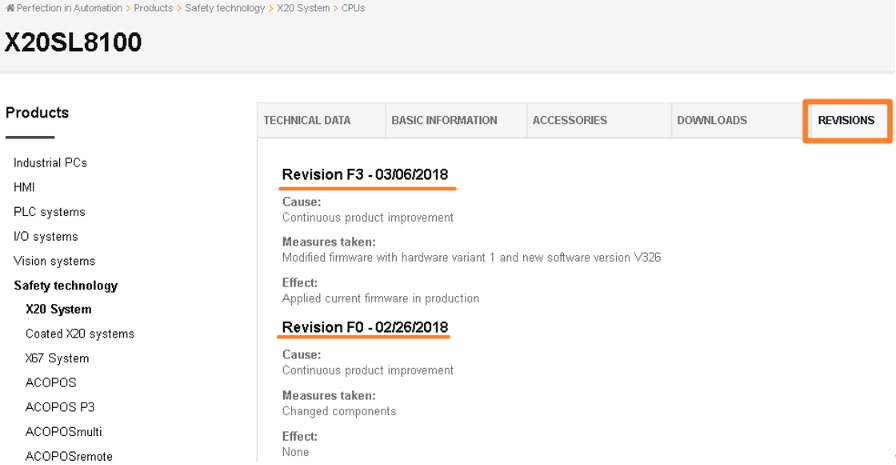 Perfection in Automation > Products > Safety technology > X20 System > CPUs
X20SL8100
Products
Industrial PCs
HMI
PLC systems
I/O systems
Vision systems
Safety technology
X20 System
Coated X20 systems
X67 System
ACOPOS
ACOPOS P3
ACOPOSmulti
ACOPOSremote
TECHNICAL DATA BASIC INFORMATION ACCESSORIES DOWNLOADS REVISIONS
Revision F3 - 03/06/2018
Cause:
Continuous product improvement
Measures taken:
Modified firmware with hardware variant 1 and new software version V326
Effect:
Applied current firmware in production
Revision F0 - 02/26/2018
Cause:
Continuous product improvement
Measures taken:
Changed components
Effect:
None